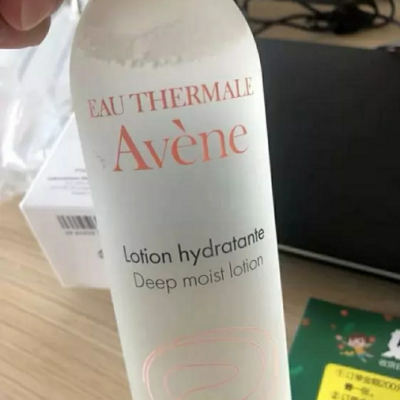 EAU THERMALE
Avène
Lotion hydratante
Deep moist lotion